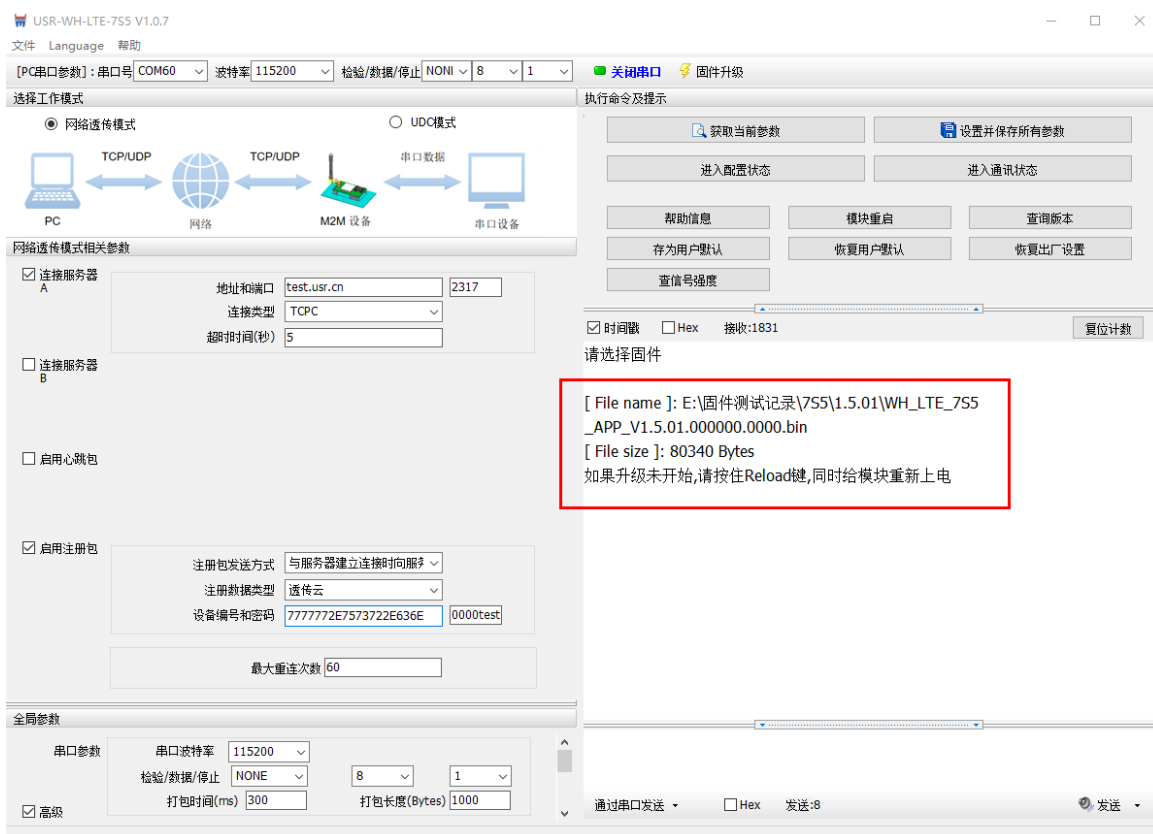 USR-WH-LTE-7S5 V1.0.7
文件 Language 帮助
[PC串口参数]：串口号 COM60 波特率 115200 检验/数据/停止 NONI 8 1 关闭串口 固件升级
选择工作模式
网络透传模式 UDC模式
TCP/UDP TCP/UDP 串口数据
PC 网络 M2M 设备 串口设备
网络透传模式相关参数
连接服务器
A
地址和端口 test.usr.cn 2317
连接类型 TCPC
超时时间(秒) 5
连接服务器
B
启用心跳包
启用注册包
注册包发送方式 与服务器建立连接时向服务
注册数据类型 透传云
设备编号和密码 7777772E7573722E636E 0000test
最大重连次数 60
全局参数
串口参数 串口波特率 115200
检验/数据/停止 NONE 8 1
打包时间(ms) 300 打包长度(Bytes) 1000
高级
执行命令及提示
获取当前参数 设置并保存所有参数
进入配置状态 进入通讯状态
帮助信息 模块重启 查询版本
存为用户默认 恢复用户默认 恢复出厂设置
查信号强度
时间戳 Hex 接收:1831 复位计数
请选择固件
[ File name ]: E:\固件测试记录\7S5\1.5.01\WH_LTE_7S5
_APP_V1.5.01.000000.0000.bin
[ File size ]: 80340 Bytes
如果升级未开始,请按住Reload键,同时给模块重新上电
通过串口发送 Hex 发送:8 发送